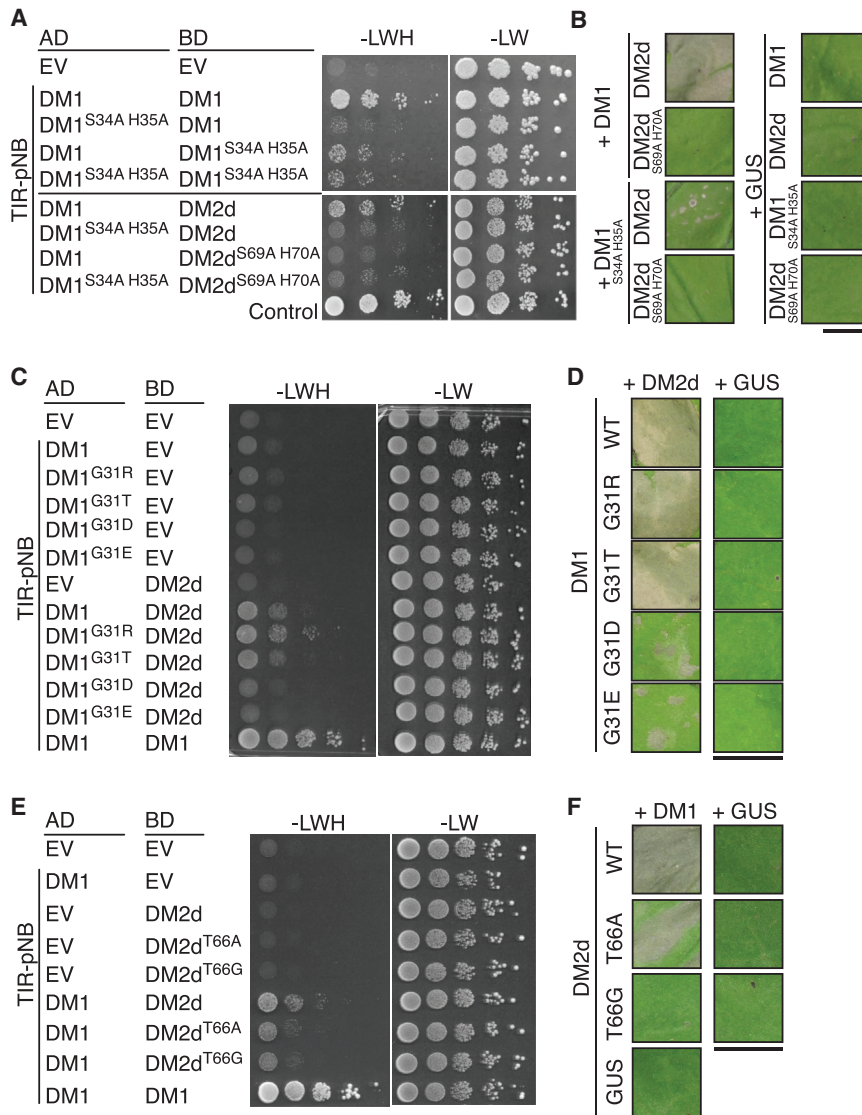 A
AD BD -LWH -LW
EV EV
TIR-pNB
DM1 DM1
DM1S34A H35A DM1
DM1 DM1S34A H35A
DM1S34A H35A DM1S34A H35A
DM1 DM2d
DM1S34A H35A DM2d
DM1 DM2dS69A H70A
DM1S34A H35A DM2dS69A H70A
Control
B
+ DM1
DM2d
DM2d S69A H70A
+ DM1 S34A H35A
DM2d
DM2d S69A H70A
+ GUS
DM1
DM2d
DM1 S34A H35A
DM2d S69A H70A
C
AD BD -LWH -LW
EV EV
TIR-pNB
DM1 EV
DM1G31R EV
DM1G31T EV
DM1G31D EV
DM1G31E EV
EV DM2d
DM1 DM2d
DM1G31R DM2d
DM1G31T DM2d
DM1G31D DM2d
DM1G31E DM2d
DM1 DM1
D
+ DM2d + GUS
DM1
WT
G31R
G31T
G31D
G31E
E
AD BD -LWH -LW
EV EV
TIR-pNB
DM1 EV
EV DM2d
EV DM2dT66A
EV DM2dT66G
DM1 DM2d
DM1 DM2dT66A
DM1 DM2dT66G
DM1 DM1
F
+ DM1 + GUS
DM2d
WT
T66A
T66G
GUS